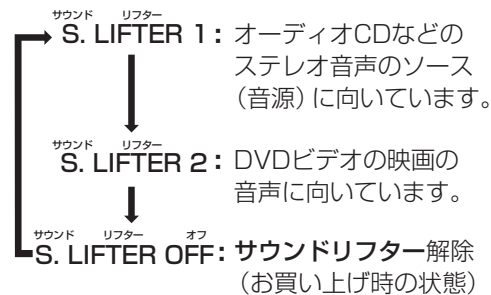 サウンド リフター
S. LIFTER 1：オーディオCDなどの
ステレオ音声のソース
（音源）に向いています。
サウンド リフター
S. LIFTER 2：DVDビデオの映画の
音声に向いています。
サウンド リフター オフ
S. LIFTER OFF：サウンドリフター解除
（お買い上げ時の状態）